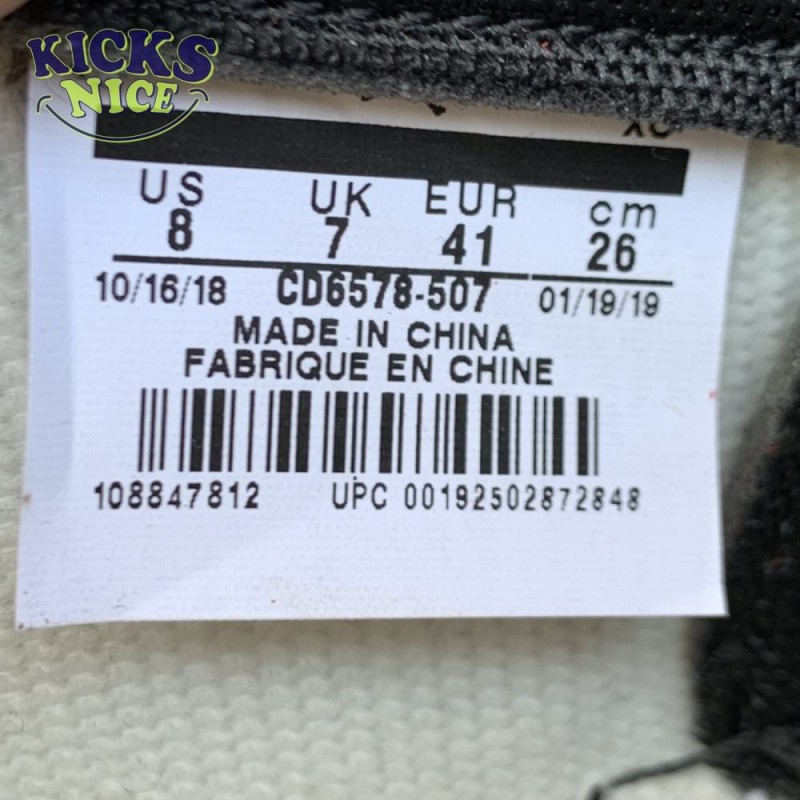 KICKS
NICE
US UK EUR cm
8 7 41 26
10/16/18 CD6578-507 01/19/19
MADE IN CHINA
FABRIQUE EN CHINE
108847812 UPC 00192502872848